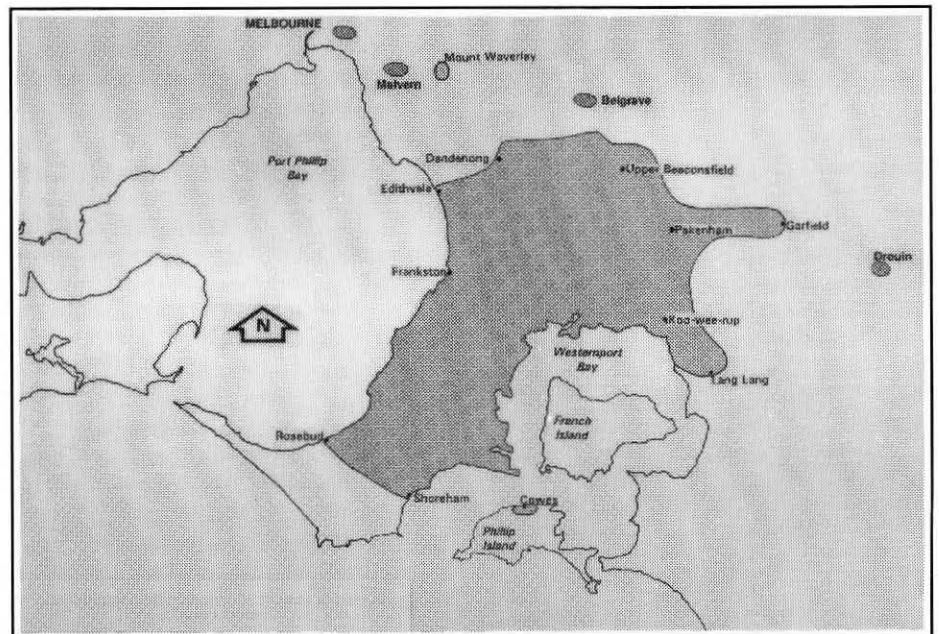 MELBOURNE
Mount Waverley
Malvern
Belgrave
Port Phillip
Bay
Dandenong
Upper Beaconsfield
Edithvale
Garfield
Pakenham
Drouin
Frankston
N
Koo-wee-rup
Westernport
Bay
Lang Lang
French
Island
Rosebud
Shoreham
Cowes
Phillip
Island